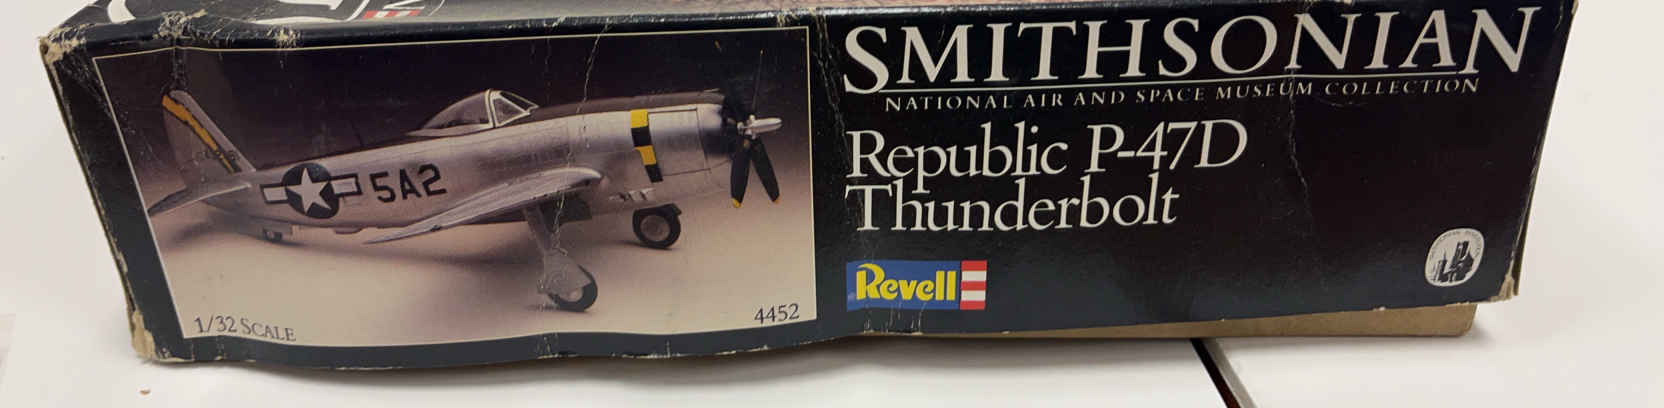 SMITHSONIAN
NATIONAL AIR AND SPACE MUSEUM COLLECTION
Republic P-47D
Thunderbolt
Revell
5A2
1/32 SCALE
4452